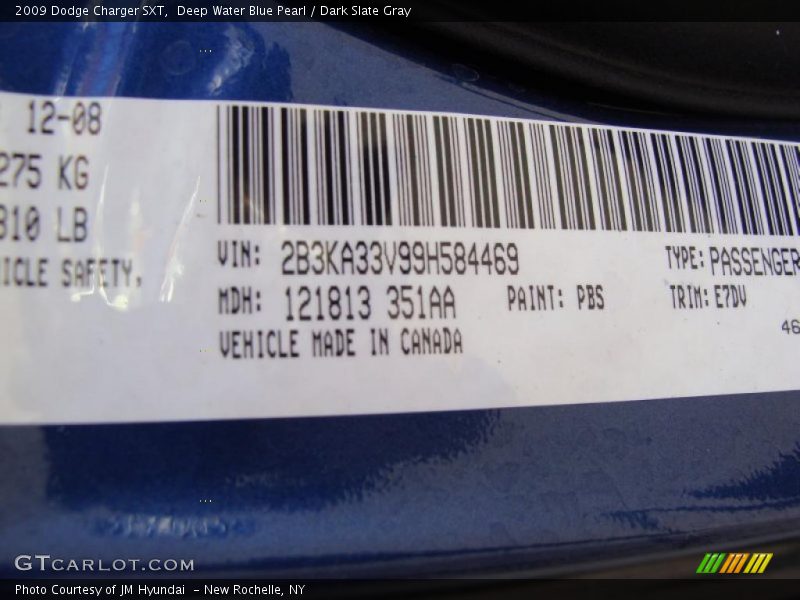 2009 Dodge Charger SXT,  Deep Water Blue Pearl / Dark Slate Gray
12-08
275 KG
810 LB
ICLE SAFETY,
VIN: 2B3KA33V99H584469 TYPE: PASSENGER
MDH: 121813 351AA PAINT: PBS TRIM: E7DV
46
VEHICLE MADE IN CANADA
GTCARLOT.COM
Photo Courtesy of JM Hyundai  - New Rochelle, NY